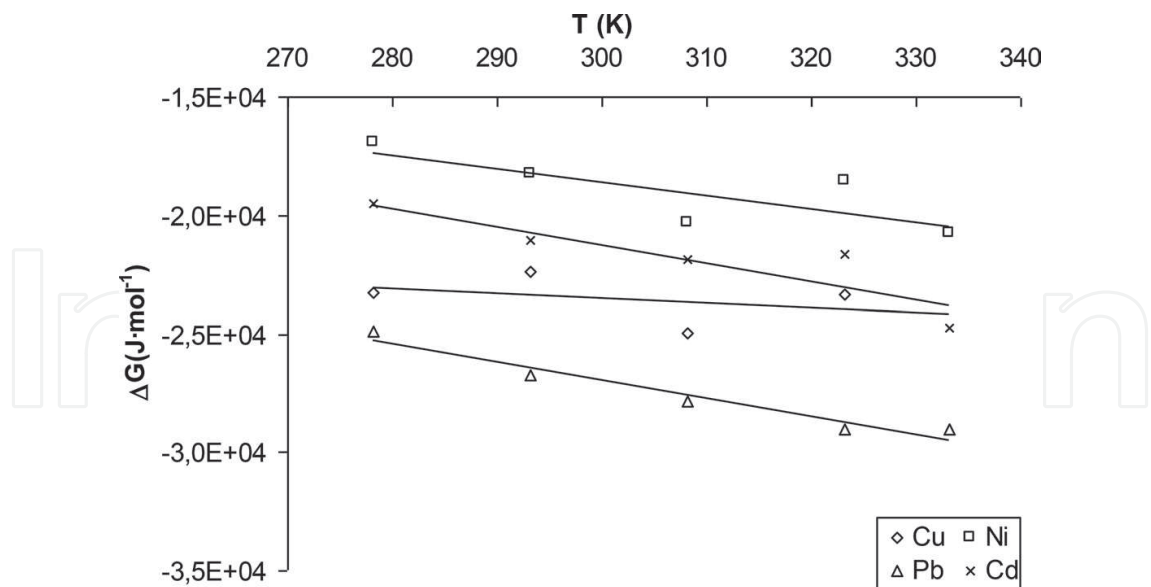 T (K)
270 280 290 300 310 320 330 340
-1,5E+04
-2,0E+04
-2,5E+04
-3,0E+04
-3,5E+04
ΔG(J·mol⁻¹)
Cu Ni
Pb Cd